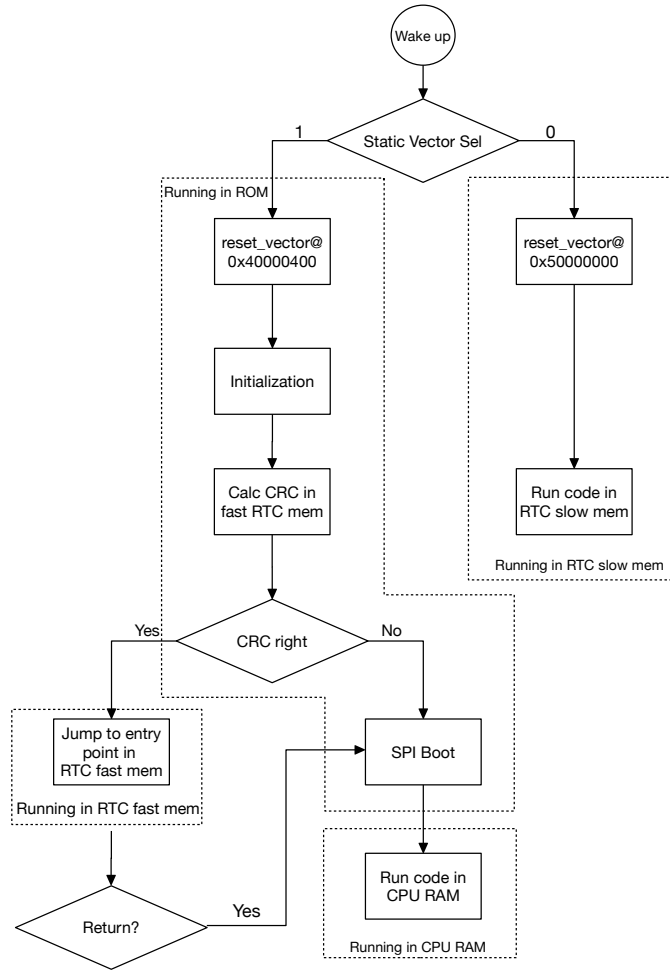 Wake up
Static Vector Sel
1
0
Running in ROM
reset_vector@
0x40000400
reset_vector@
0x50000000
Initialization
Calc CRC in
fast RTC mem
Run code in
RTC slow mem
Running in RTC slow mem
CRC right
Yes
No
Jump to entry
point in
RTC fast mem
Running in RTC fast mem
SPI Boot
Run code in
CPU RAM
Running in CPU RAM
Return?
Yes